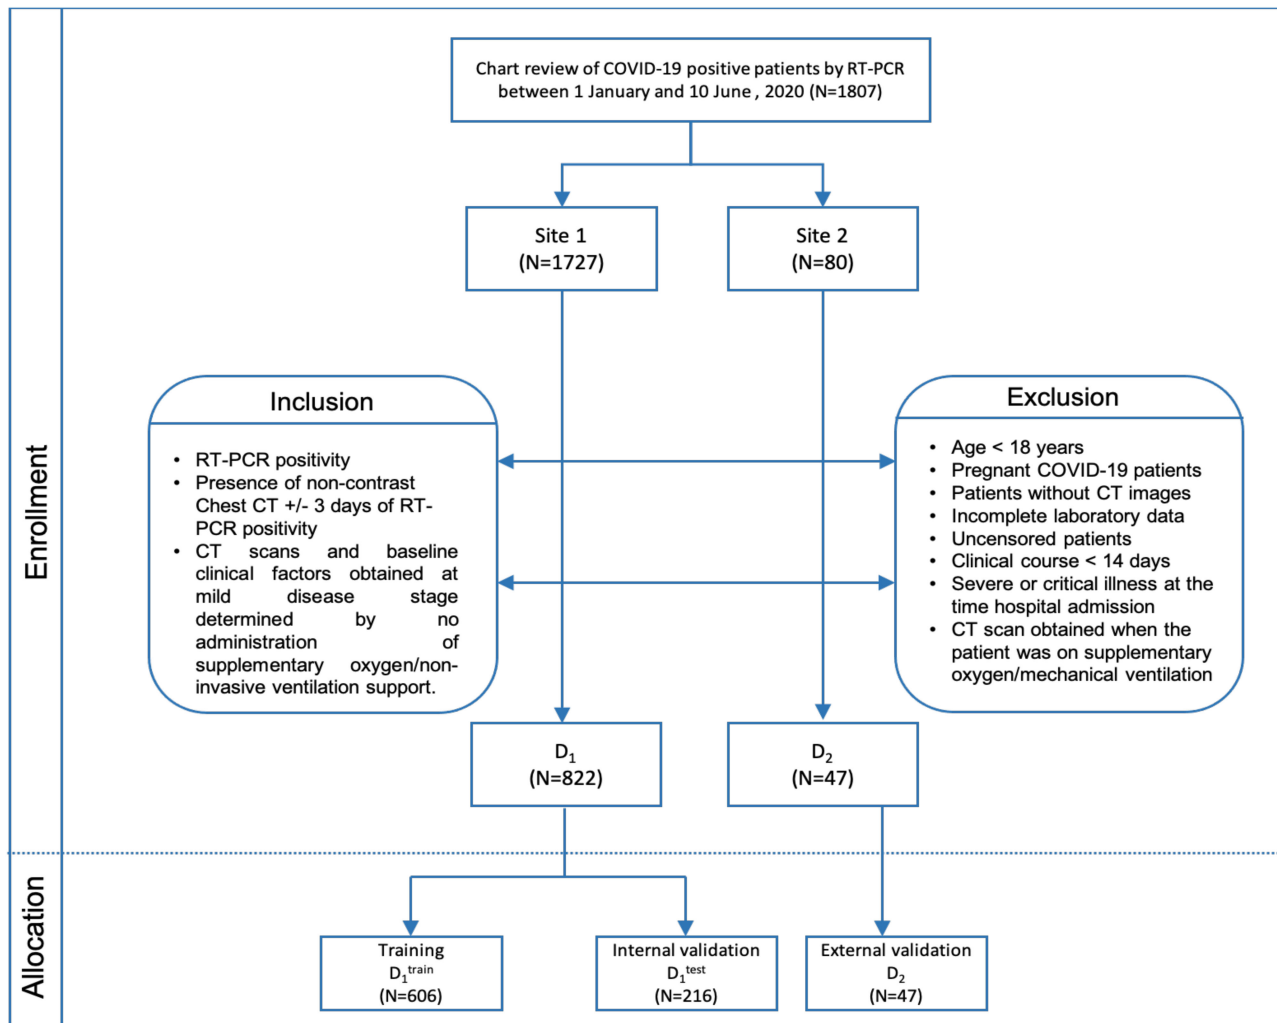 Chart review of COVID-19 positive patients by RT-PCR
between 1 January and 10 June , 2020 (N=1807)
Site 1
(N=1727)
Site 2
(N=80)
Enrollment
Inclusion
• RT-PCR positivity
• Presence of non-contrast
Chest CT +/- 3 days of RT-
PCR positivity
• CT scans and baseline
clinical factors obtained at
mild disease stage
determined by no
administration of
supplementary oxygen/non-
invasive ventilation support.
Exclusion
• Age < 18 years
• Pregnant COVID-19 patients
• Patients without CT images
• Incomplete laboratory data
• Uncensored patients
• Clinical course < 14 days
• Severe or critical illness at the
time hospital admission
• CT scan obtained when the
patient was on supplementary
oxygen/mechanical ventilation
D₁
(N=822)
D₂
(N=47)
Allocation
Training
D₁ᵗʳᵃⁱⁿ
(N=606)
Internal validation
D₁ᵗᵉˢᵗ
(N=216)
External validation
D₂
(N=47)